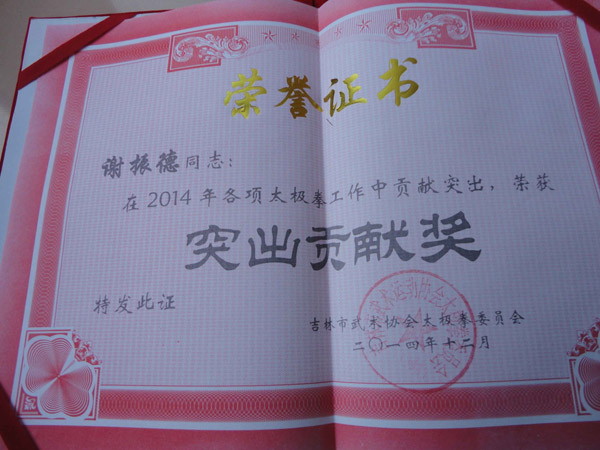 荣誉证书
谢振德同志：
在2014年各项太极拳工作中贡献突出，荣获
突出贡献奖
特发此证
吉林市武术协会太极拳委员会
二〇一四年十二月